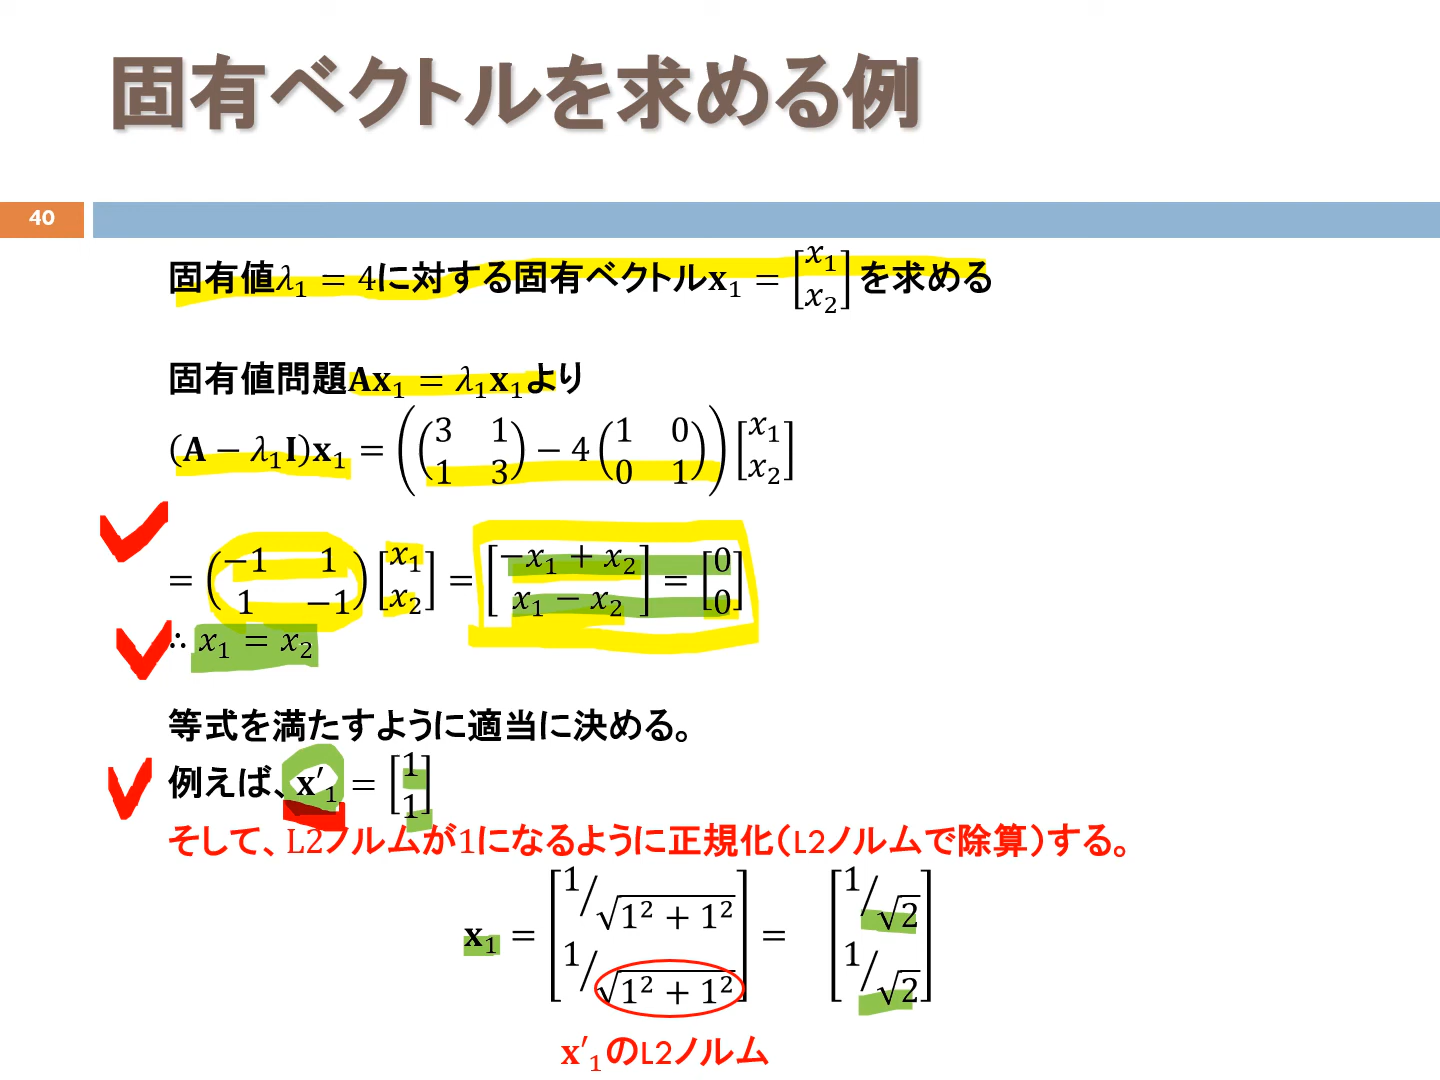 固有ベクトルを求める例
40
固有値λ₁ = 4に対する固有ベクトルx₁ = [x₁ x₂] を求める
固有値問題Ax₁ = λ₁x₁より
(A − λ₁I)x₁ = ((3 1 1 3) − 4 (1 0 0 1)) [x₁ x₂]
= (−1 1 1 −1) [x₁ x₂] = [−x₁ + x₂ x₁ − x₂] = [0 0]
∴ x₁ = x₂
等式を満たすように適当に決める。
例えば、x′₁ = [1 1]
そして、L2ノルムが1になるように正規化(L2ノルムで除算)する。
x₁ = [1/√(1² + 1²) 1/√(1² + 1²)] = [1/√2 1/√2]
x′₁のL2ノルム